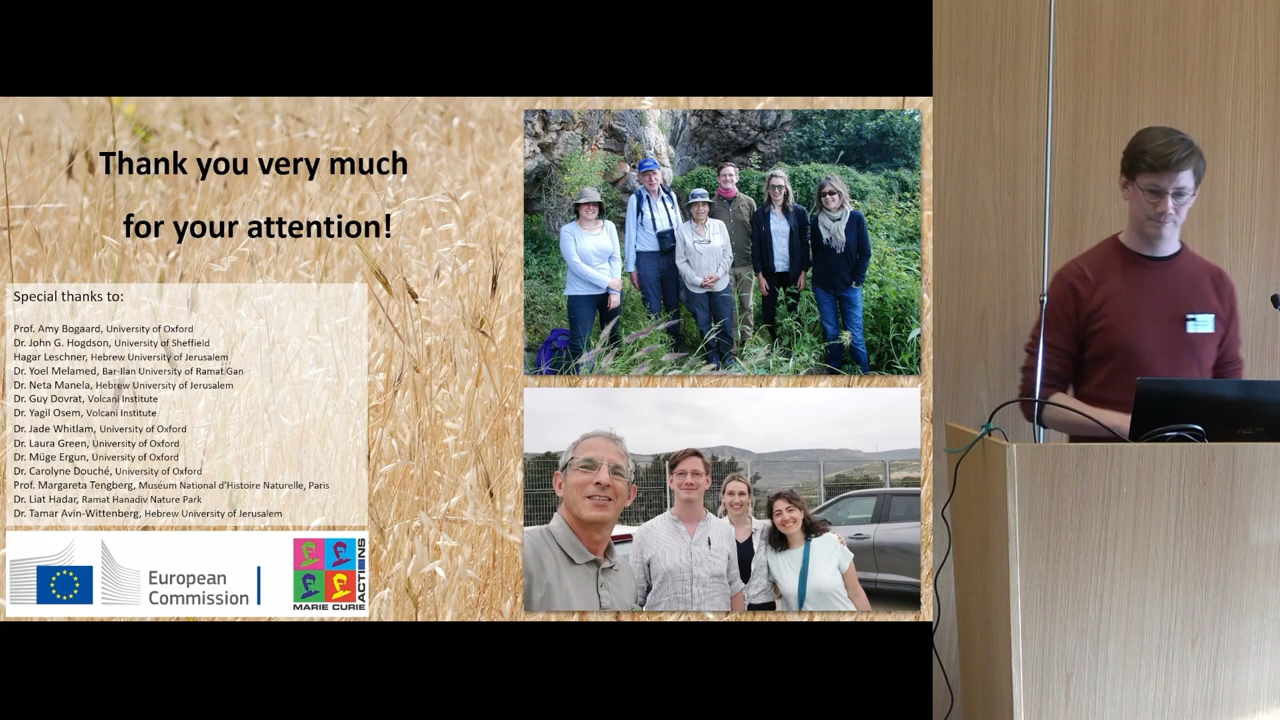 Thank you very much
for your attention!
Special thanks to:
Prof. Amy Bogaard, University of Oxford
Dr. John G. Hogdson, University of Sheffield
Hagar Leschner, Hebrew University of Jerusalem
Dr. Yoel Melamed, Bar-Ilan University of Ramat Gan
Dr. Neta Manela, Hebrew University of Jerusalem
Dr. Guy Dovrat, Volcani Institute
Dr. Yagil Osem, Volcani Institute
Dr. Jade Whitlam, University of Oxford
Dr. Laura Green, University of Oxford
Dr. Müge Ergun, University of Oxford
Dr. Carolyne Douché, University of Oxford
Prof. Margareta Tengberg, Muséum National d'Histoire Naturelle, Paris
Dr. Liat Hadar, Ramat Hanadiv Nature Park
Dr. Tamar Avin-Wittenberg, Hebrew University of Jerusalem
European
Commission
MARIE CURIE
ACTIONS